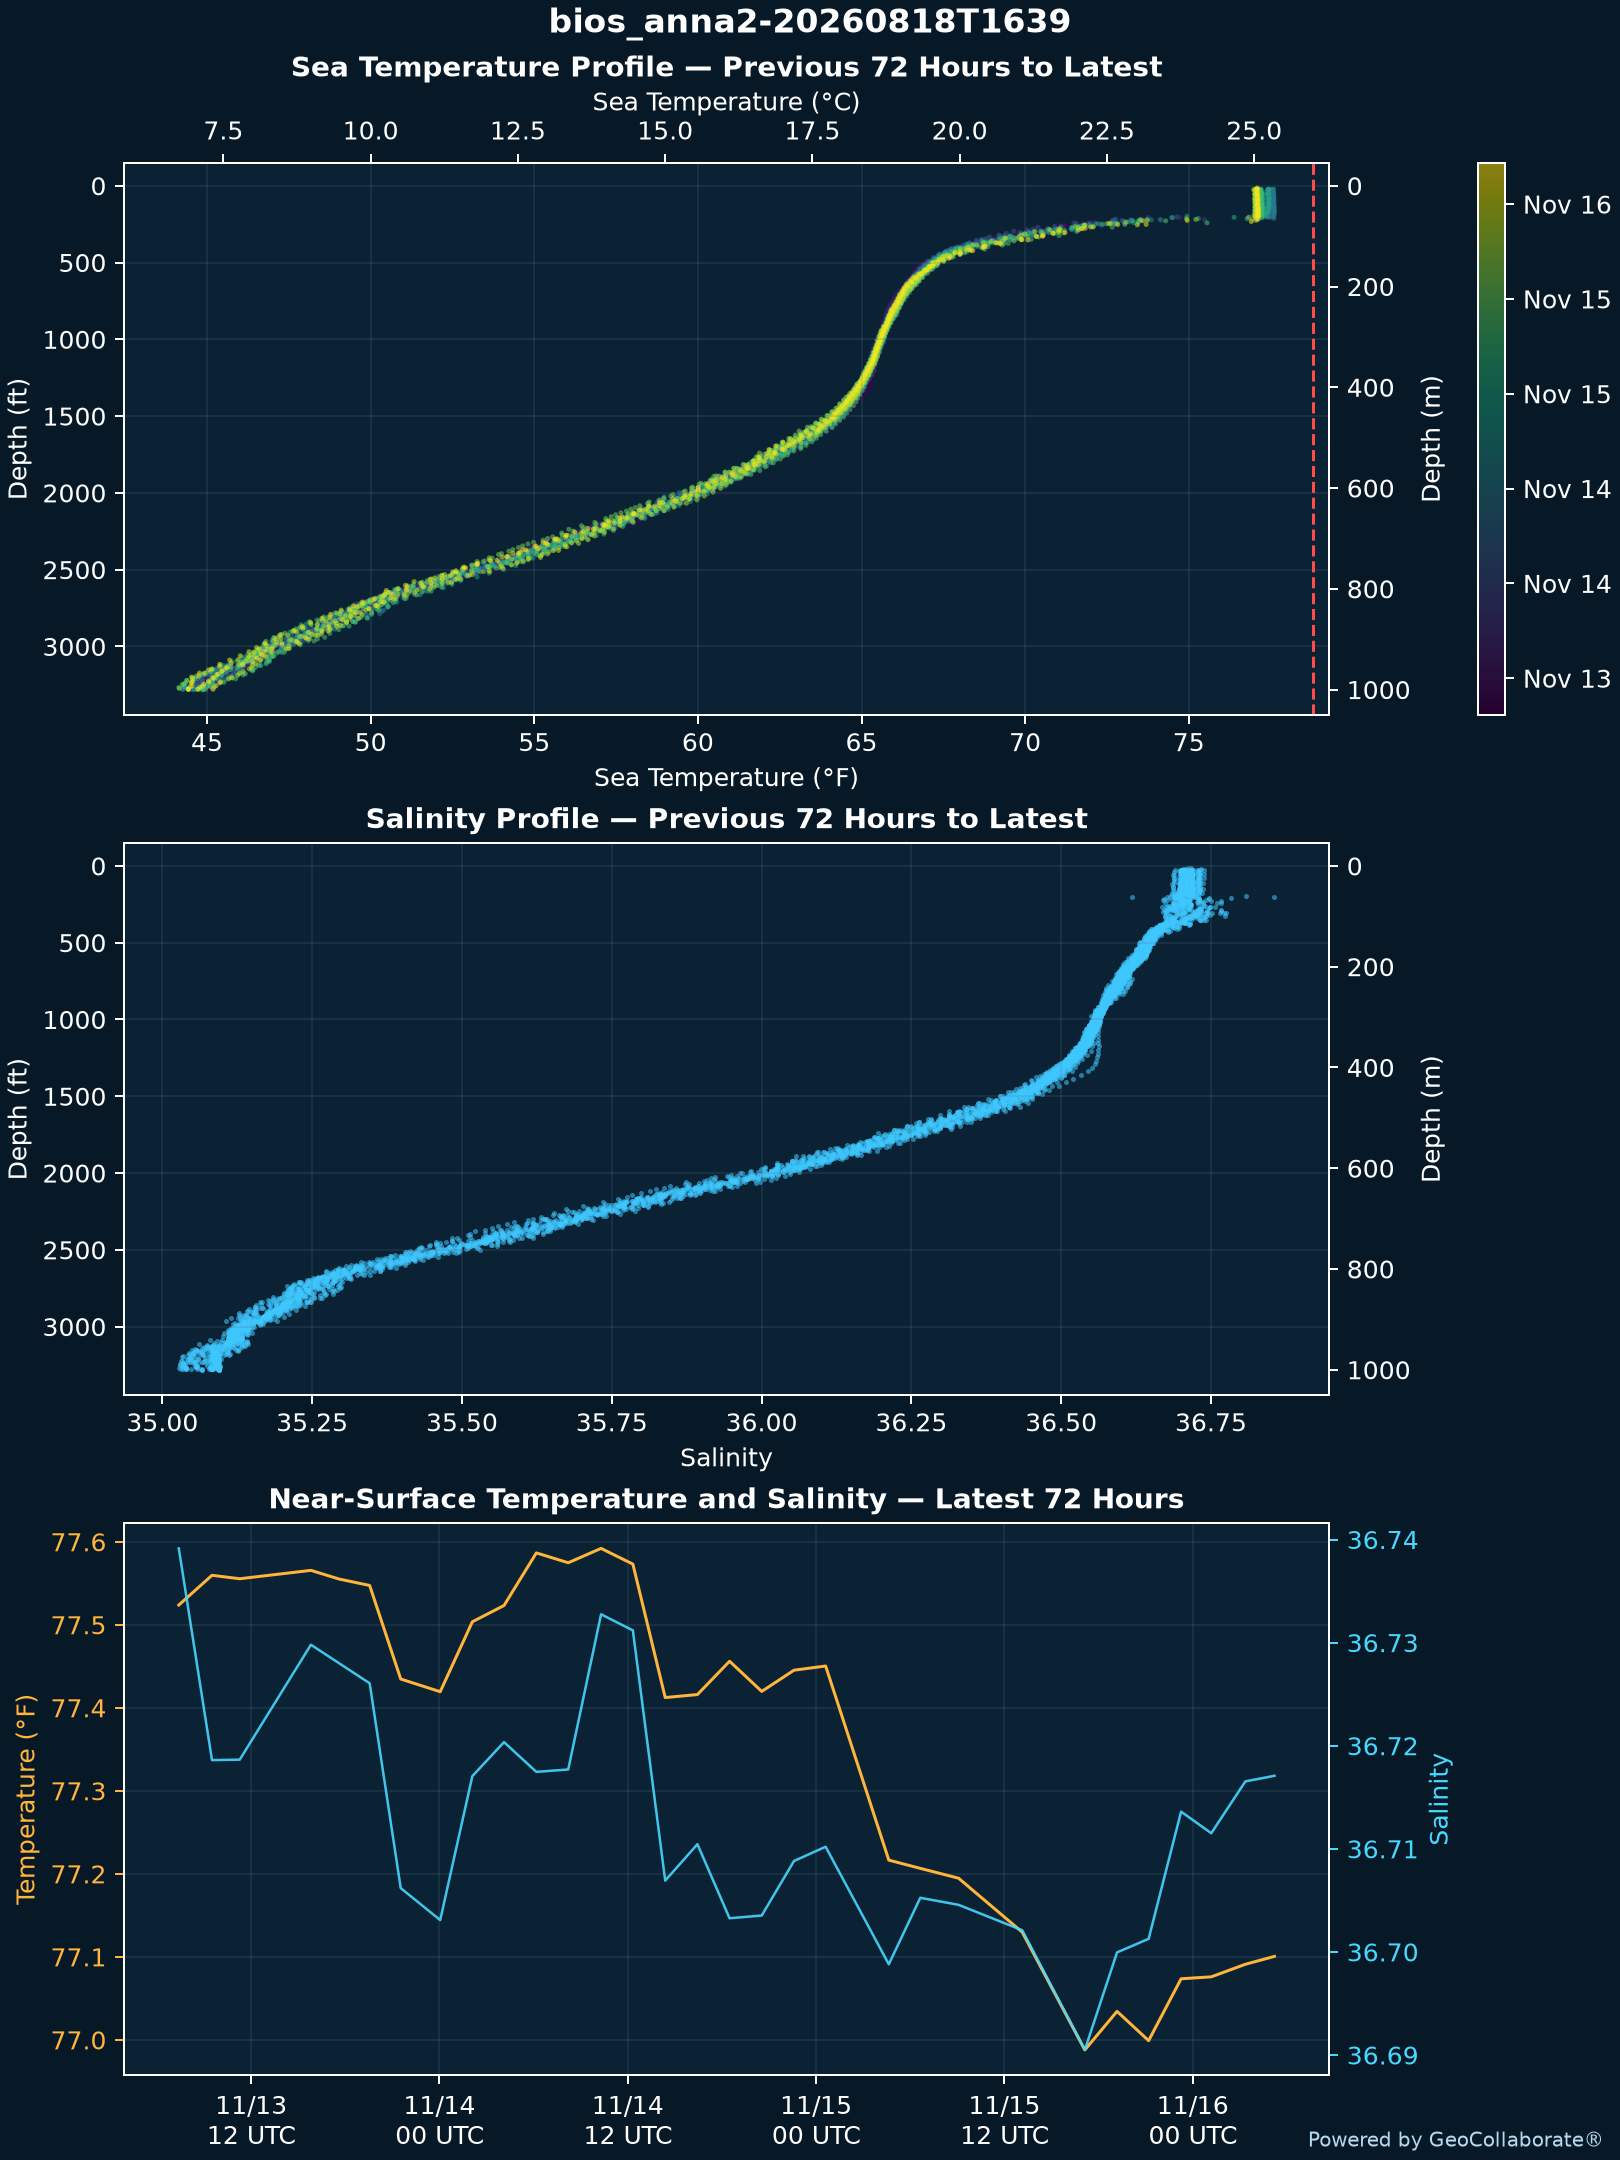 bios_anna2-20260818T1639
Sea Temperature Profile — Previous 72 Hours to Latest
Sea Temperature (°C)
7.5 10.0 12.5 15.0 17.5 20.0 22.5 25.0
Depth (ft)
0
500
1000
1500
2000
2500
3000
0
200
400
600
800
1000
Depth (m)
Nov 16
Nov 15
Nov 15
Nov 14
Nov 14
Nov 13
45 50 55 60 65 70 75
Sea Temperature (°F)
Salinity Profile — Previous 72 Hours to Latest
Depth (ft)
0
500
1000
1500
2000
2500
3000
0
200
400
600
800
1000
Depth (m)
35.00 35.25 35.50 35.75 36.00 36.25 36.50 36.75
Salinity
Near-Surface Temperature and Salinity — Latest 72 Hours
Temperature (°F)
77.6
77.5
77.4
77.3
77.2
77.1
77.0
36.74
36.73
36.72
36.71
36.70
36.69
Salinity
11/13 11/14 11/14 11/15 11/15 11/16
12 UTC 00 UTC 12 UTC 00 UTC 12 UTC 00 UTC
Powered by GeoCollaborate®